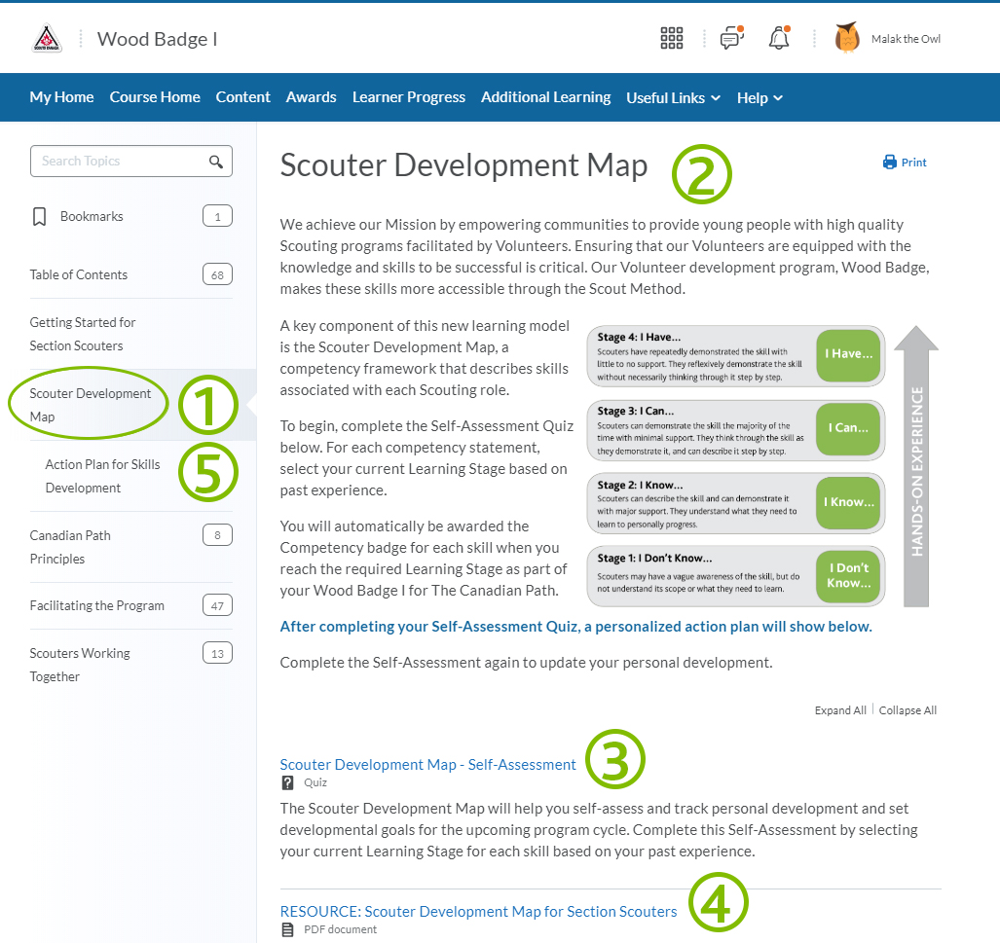 Wood Badge I
Malak the Owl
My Home Course Home Content Awards Learner Progress Additional Learning Useful Links Help
Search Topics
Bookmarks 1
Table of Contents 68
Getting Started for
Section Scouters
Scouter Development
Map
1
Action Plan for Skills
Development
5
Canadian Path
Principles
8
Facilitating the Program 47
Scouters Working
Together
13
Scouter Development Map
2
Print
We achieve our Mission by empowering communities to provide young people with high quality
Scouting programs facilitated by Volunteers. Ensuring that our Volunteers are equipped with the
knowledge and skills to be successful is critical. Our Volunteer development program, Wood Badge,
makes these skills more accessible through the Scout Method.
A key component of this new learning model
is the Scouter Development Map, a
competency framework that describes skills
associated with each Scouting role.
To begin, complete the Self-Assessment Quiz
below. For each competency statement,
select your current Learning Stage based on
past experience.
You will automatically be awarded the
Competency badge for each skill when you
reach the required Learning Stage as part of
your Wood Badge I for The Canadian Path.
Stage 4: I Have...
Scouters have repeatedly demonstrated the skill with
little to no support. They reflexively demonstrate the skill
without necessarily thinking through it step by step.
I Have...
Stage 3: I Can...
Scouters can demonstrate the skill the majority of the
time with minimal support. They think through the skill as
they demonstrate it, and can describe it step by step.
I Can...
Stage 2: I Know...
Scouters can describe the skill and can demonstrate it
with major support. They understand what they need to
learn to personally progress.
I Know...
Stage 1: I Don't Know...
Scouters may have a vague awareness of the skill, but do
not understand its scope or what they need to learn.
I Don't
Know...
HANDS-ON EXPERIENCE
After completing your Self-Assessment Quiz, a personalized action plan will show below.
Complete the Self-Assessment again to update your personal development.
Expand All | Collapse All
Scouter Development Map - Self-Assessment
3
Quiz
The Scouter Development Map will help you self-assess and track personal development and set
developmental goals for the upcoming program cycle. Complete this Self-Assessment by selecting
your current Learning Stage for each skill based on your past experience.
RESOURCE: Scouter Development Map for Section Scouters
4
PDF document